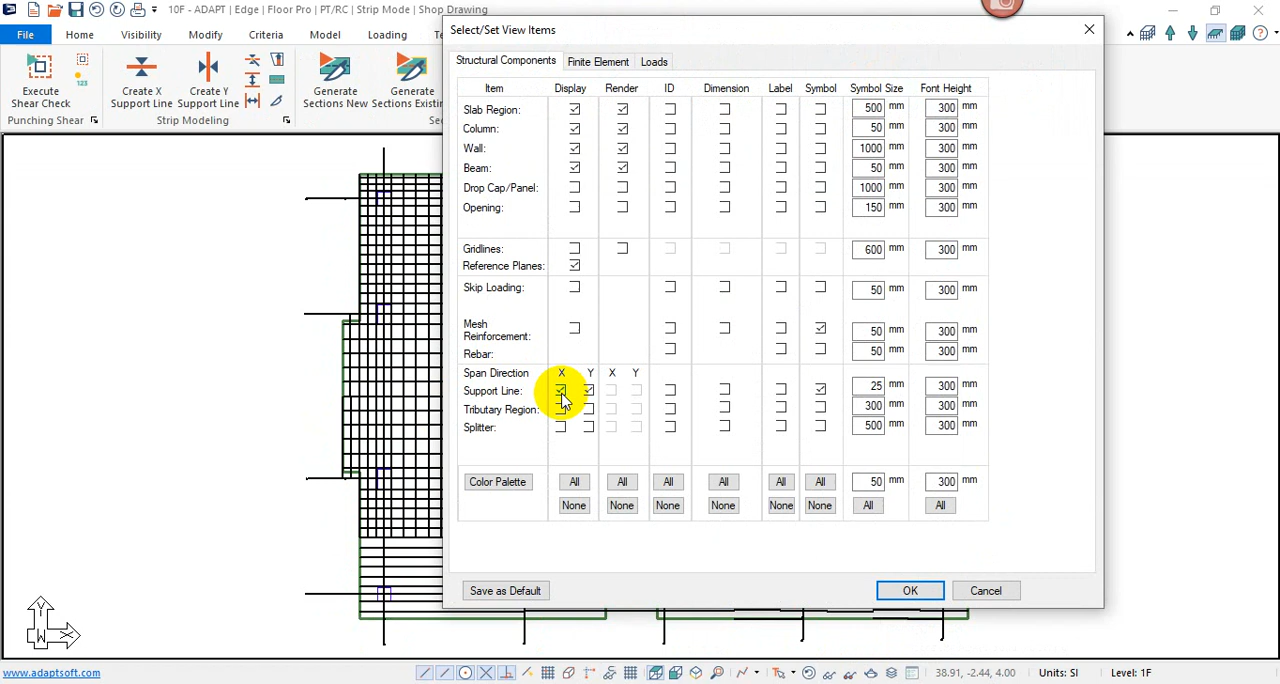 10F - ADAPT | Edge | Floor Pro | PT/RC | Strip Mode | Shop Drawing
File Home Visibility Modify Criteria Model Loading
Execute Shear Check
Create X Support Line
Create Y Support Line
Generate Sections New
Generate Sections Existing
Punching Shear
Strip Modeling
Select/Set View Items
Structural Components Finite Element Loads
Item Display Render ID Dimension Label Symbol Symbol Size Font Height
Slab Region: 500 mm 300 mm
Column: 50 mm 300 mm
Wall: 1000 mm 300 mm
Beam: 50 mm 300 mm
Drop Cap/Panel: 1000 mm 300 mm
Opening: 150 mm 300 mm
Gridlines: 600 mm 300 mm
Reference Planes:
Skip Loading: 50 mm 300 mm
Mesh Reinforcement: 50 mm 300 mm
Rebar: 50 mm 300 mm
Span Direction X Y X Y
Support Line: 25 mm 300 mm
Tributary Region: 300 mm 300 mm
Splitter: 500 mm 300 mm
Color Palette All All All All All All 50 mm 300 mm
None None None None None None All All
Save as Default OK Cancel
Y
W X
www.adaptsoft.com
38.91, -2.44, 4.00 Units: SI Level: 1F